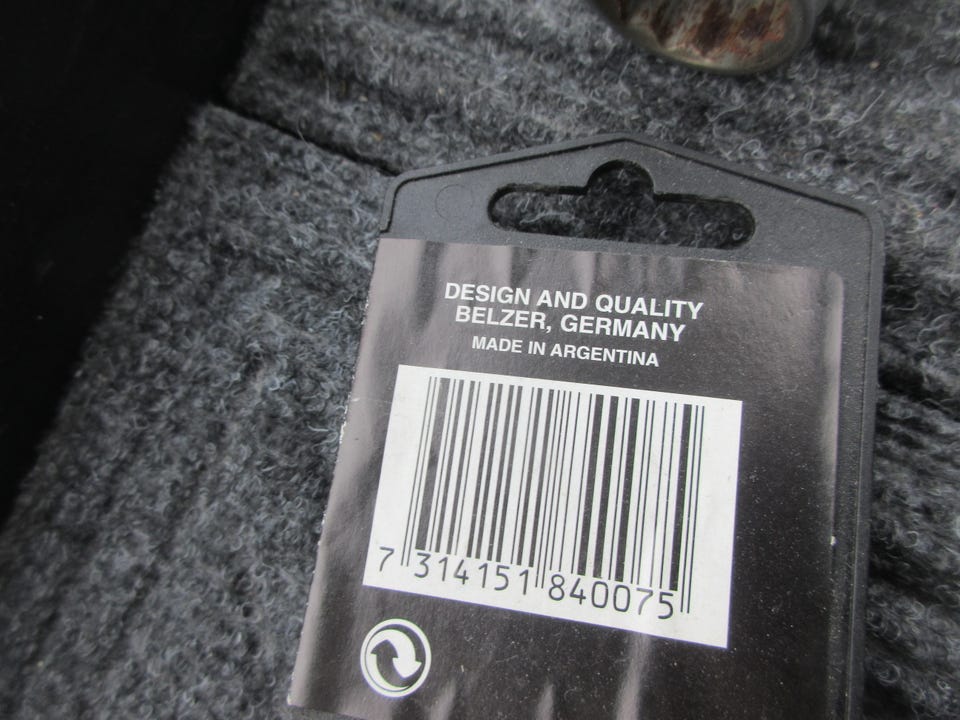 DESIGN AND QUALITY
BELZER, GERMANY
MADE IN ARGENTINA
7 314151 840075